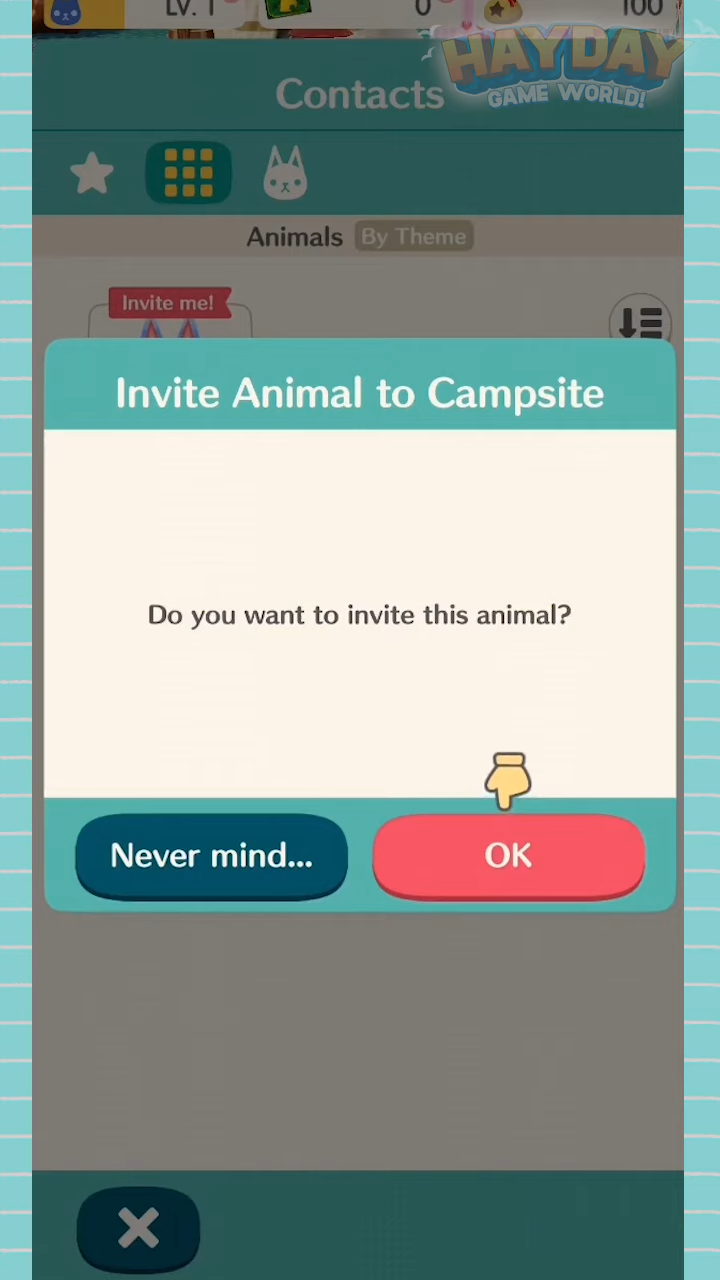 LV. 1
0
100
HAYDAY
GAME WORLD!
Contacts
Animals By Theme
Invite me!
Invite Animal to Campsite
Do you want to invite this animal?
Never mind...
OK